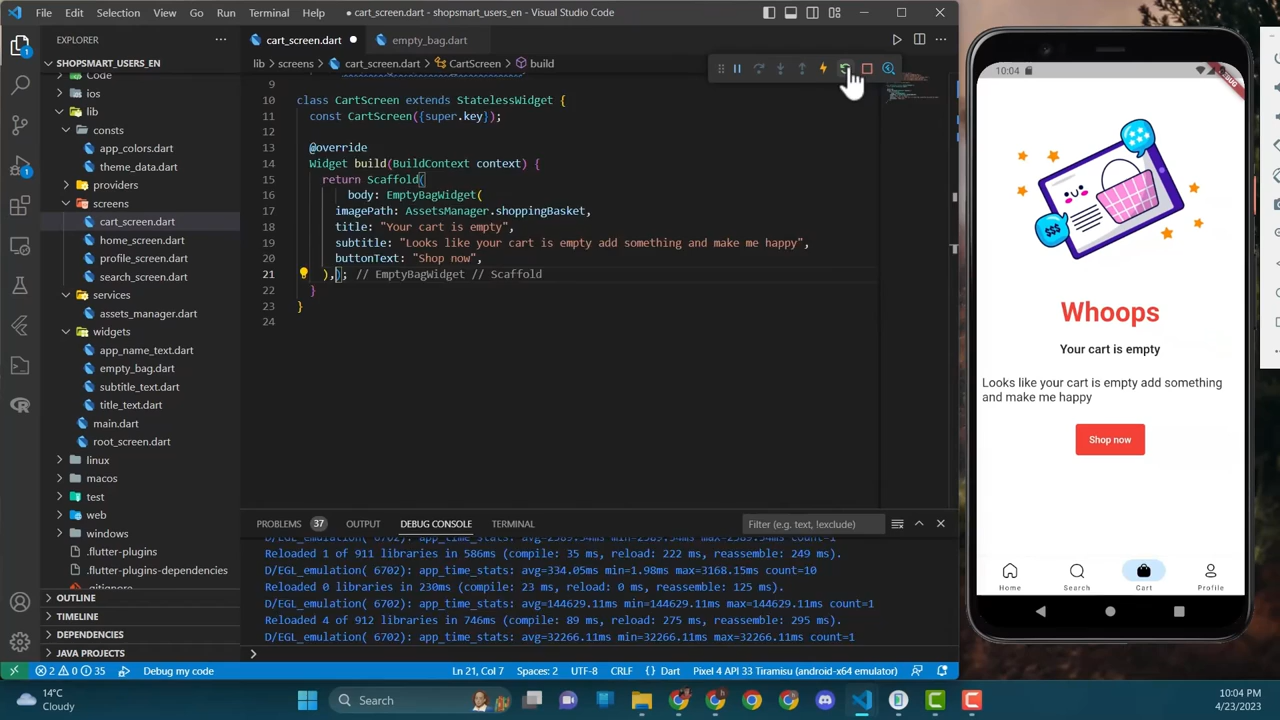 File Edit Selection View Go Run Terminal Help
cart_screen.dart - shopsmart_users_en - Visual Studio Code
EXPLORER
SHOPSMART_USERS_EN
Code
ios
lib
consts
app_colors.dart
theme_data.dart
providers
screens
cart_screen.dart
home_screen.dart
profile_screen.dart
search_screen.dart
services
assets_manager.dart
widgets
app_name_text.dart
empty_bag.dart
subtitle_text.dart
title_text.dart
main.dart
root_screen.dart
linux
macos
test
web
windows
.flutter-plugins
.flutter-plugins-dependencies
.gitignore
OUTLINE
TIMELINE
DEPENDENCIES
JAVA PROJECTS
cart_screen.dart
empty_bag.dart
lib > screens > cart_screen.dart > CartScreen > build
10 class CartScreen extends StatelessWidget {
11 const CartScreen({super.key});
12
13 @override
14 Widget build(BuildContext context) {
15 return Scaffold(
16 body: EmptyBagWidget(
17 imagePath: AssetsManager.shoppingBasket,
18 title: "Your cart is empty",
19 subtitle: "Looks like your cart is empty add something and make me happy",
20 buttonText: "Shop now",
21 ),); // EmptyBagWidget // Scaffold
22 }
23 }
24
PROBLEMS 37 OUTPUT DEBUG CONSOLE TERMINAL
Filter (e.g. text, !exclude)
Reloaded 1 of 911 libraries in 586ms (compile: 35 ms, reload: 222 ms, reassemble: 249 ms).
D/EGL_emulation( 6702): app_time_stats: avg=334.05ms min=1.98ms max=3168.15ms count=10
Reloaded 0 libraries in 230ms (compile: 23 ms, reload: 0 ms, reassemble: 125 ms).
D/EGL_emulation( 6702): app_time_stats: avg=144629.11ms min=144629.11ms max=144629.11ms count=1
Reloaded 4 of 912 libraries in 746ms (compile: 89 ms, reload: 275 ms, reassemble: 295 ms).
D/EGL_emulation( 6702): app_time_stats: avg=32266.11ms min=32266.11ms max=32266.11ms count=1
2 0 35 Debug my code
Ln 21, Col 7 Spaces: 2 UTF-8 CRLF {} Dart Pixel 4 API 33 Tiramisu (android-x64 emulator)
10:04
$$$
Whoops
Your cart is empty
Looks like your cart is empty add something
and make me happy
Shop now
Home Search Cart Profile
14°C
Cloudy
Search
10:04 PM
4/23/2023